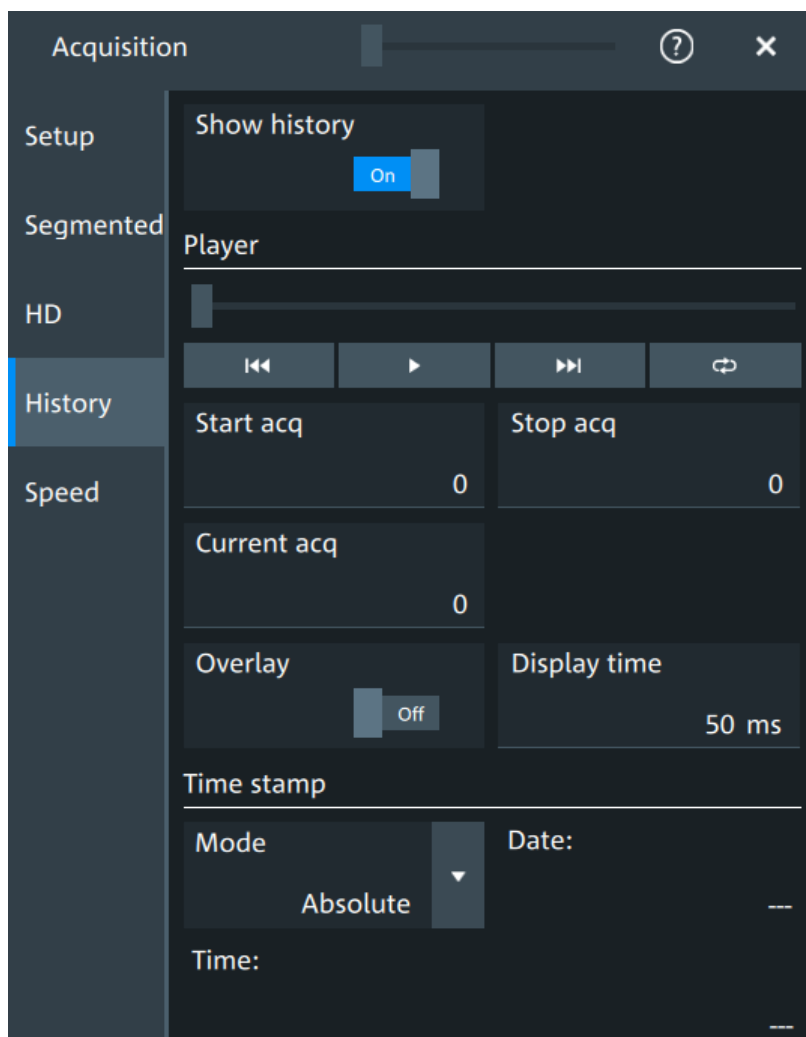 Acquisition
Setup
Segmented
HD
History
Speed
Show history
On
Player
Start acq
0
Stop acq
0
Current acq
0
Overlay
Off
Display time
50 ms
Time stamp
Mode
Absolute
Date:
---
Time:
---